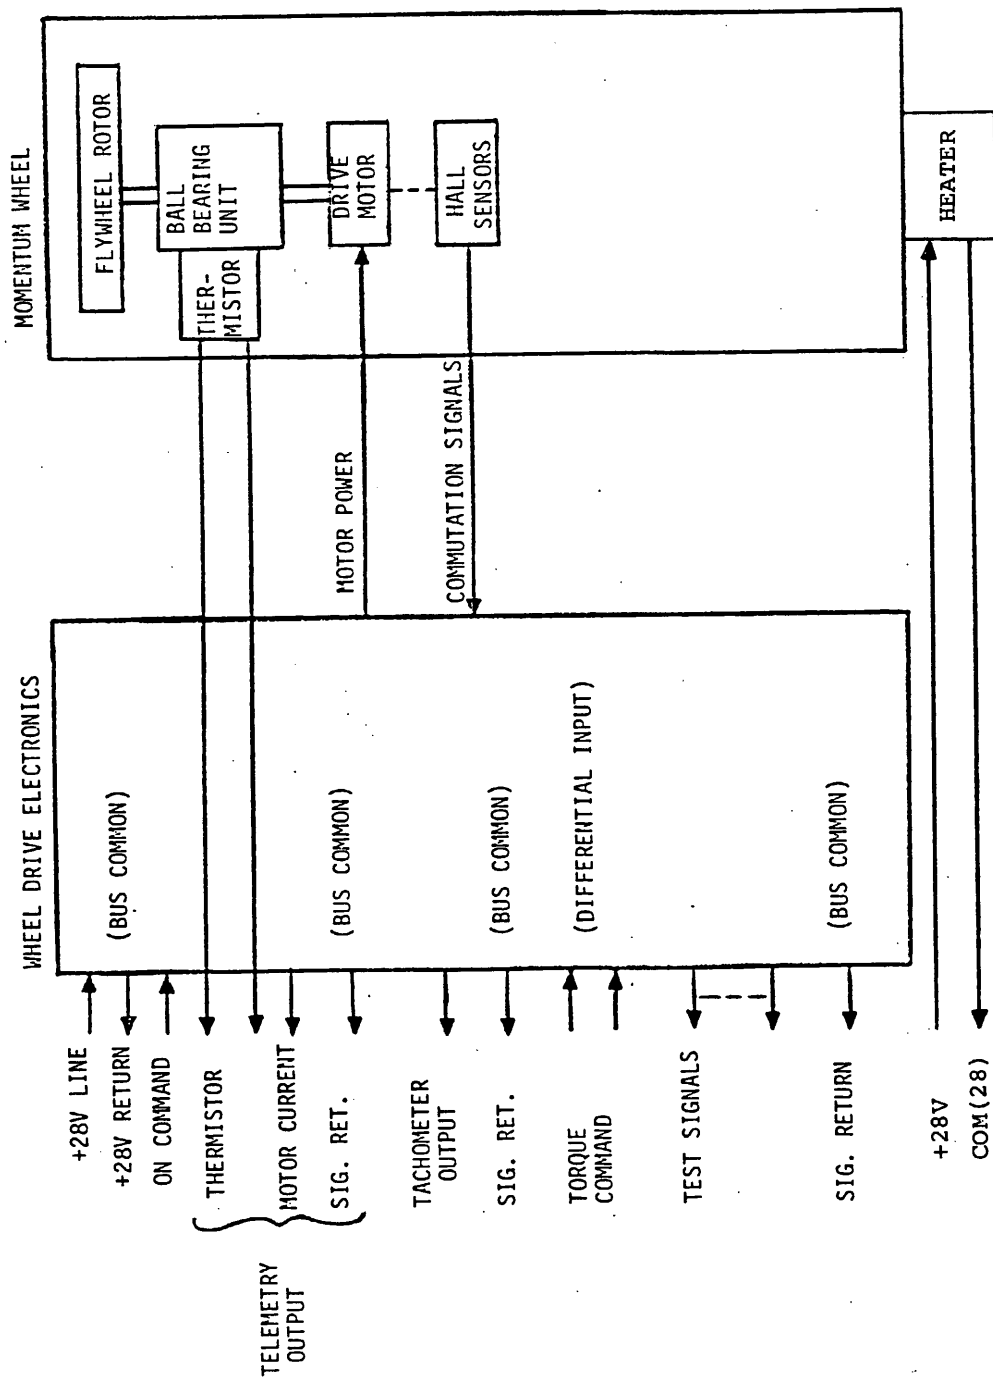 MOMENTUM WHEEL
FLYWHEEL ROTOR
BALL
BEARING
UNIT
THER-
MISTOR
DRIVE
MOTOR
HALL
SENSORS
HEATER
MOTOR POWER
COMMUTATION SIGNALS
WHEEL DRIVE ELECTRONICS
(BUS COMMON)
(BUS COMMON)
(BUS COMMON)
(DIFFERENTIAL INPUT)
(BUS COMMON)
+28V LINE
+28V RETURN
ON COMMAND
THERMISTOR
MOTOR CURRENT
SIG. RET.
TACHOMETER
OUTPUT
SIG. RET.
TORQUE
COMMAND
TEST SIGNALS
SIG. RETURN
+28V
COM(28)
TELEMETRY
OUTPUT